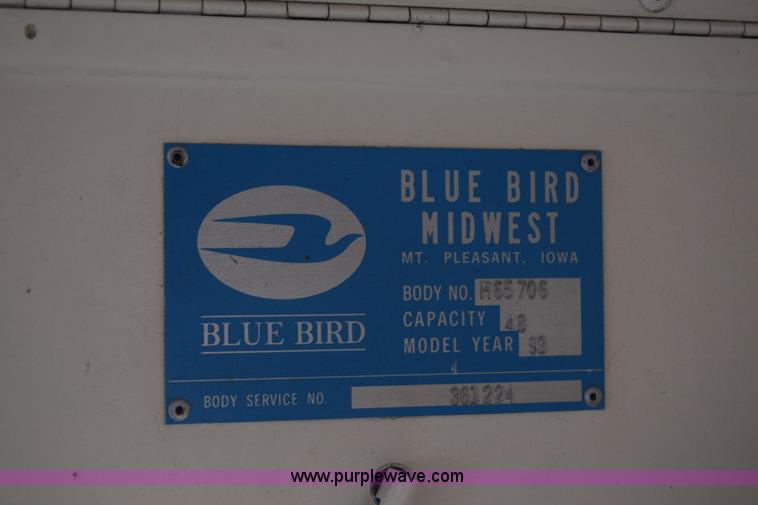 BLUE BIRD
BLUE BIRD
MIDWEST
MT. PLEASANT, IOWA
BODY NO. M65706
CAPACITY 48
MODEL YEAR 93
BODY SERVICE NO. 381224
www.purplewave.com